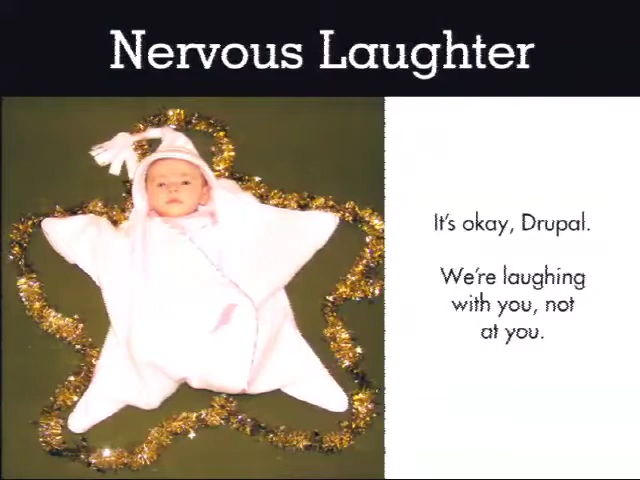 Nervous Laughter
It's okay, Drupal.
We're laughing
with you, not
at you.